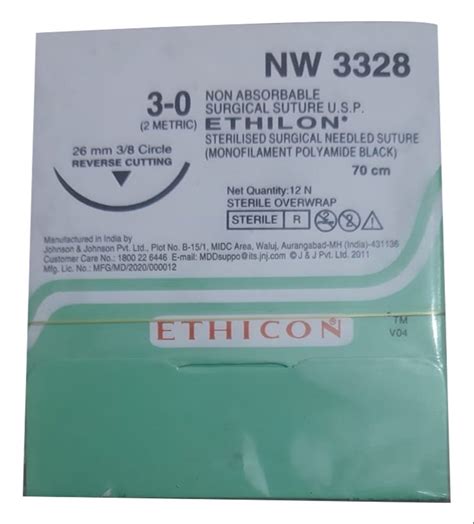 NW 3328
3-0
(2 METRIC)
NON ABSORBABLE
SURGICAL SUTURE U.S.P.
ETHILON*
STERILISED SURGICAL NEEDLED SUTURE
(MONOFILAMENT POLYAMIDE BLACK)
70 cm
26 mm 3/8 Circle
REVERSE CUTTING
Net Quantity:12 N
STERILE OVERWRAP
STERILE R
Manufactured in India by
Johnson & Johnson Pvt. Ltd., Plot No. B-15/1, MIDC Area, Waluj, Aurangabad-MH (India)-431136
Customer Care No.: 1800 22 6446 E-mail: MDDsuppo@its.jnj.com © J & J Pvt. Ltd. 2011
Mfg. Lic. No.: MFG/MD/2020/000012
ETHICON
TM
V04